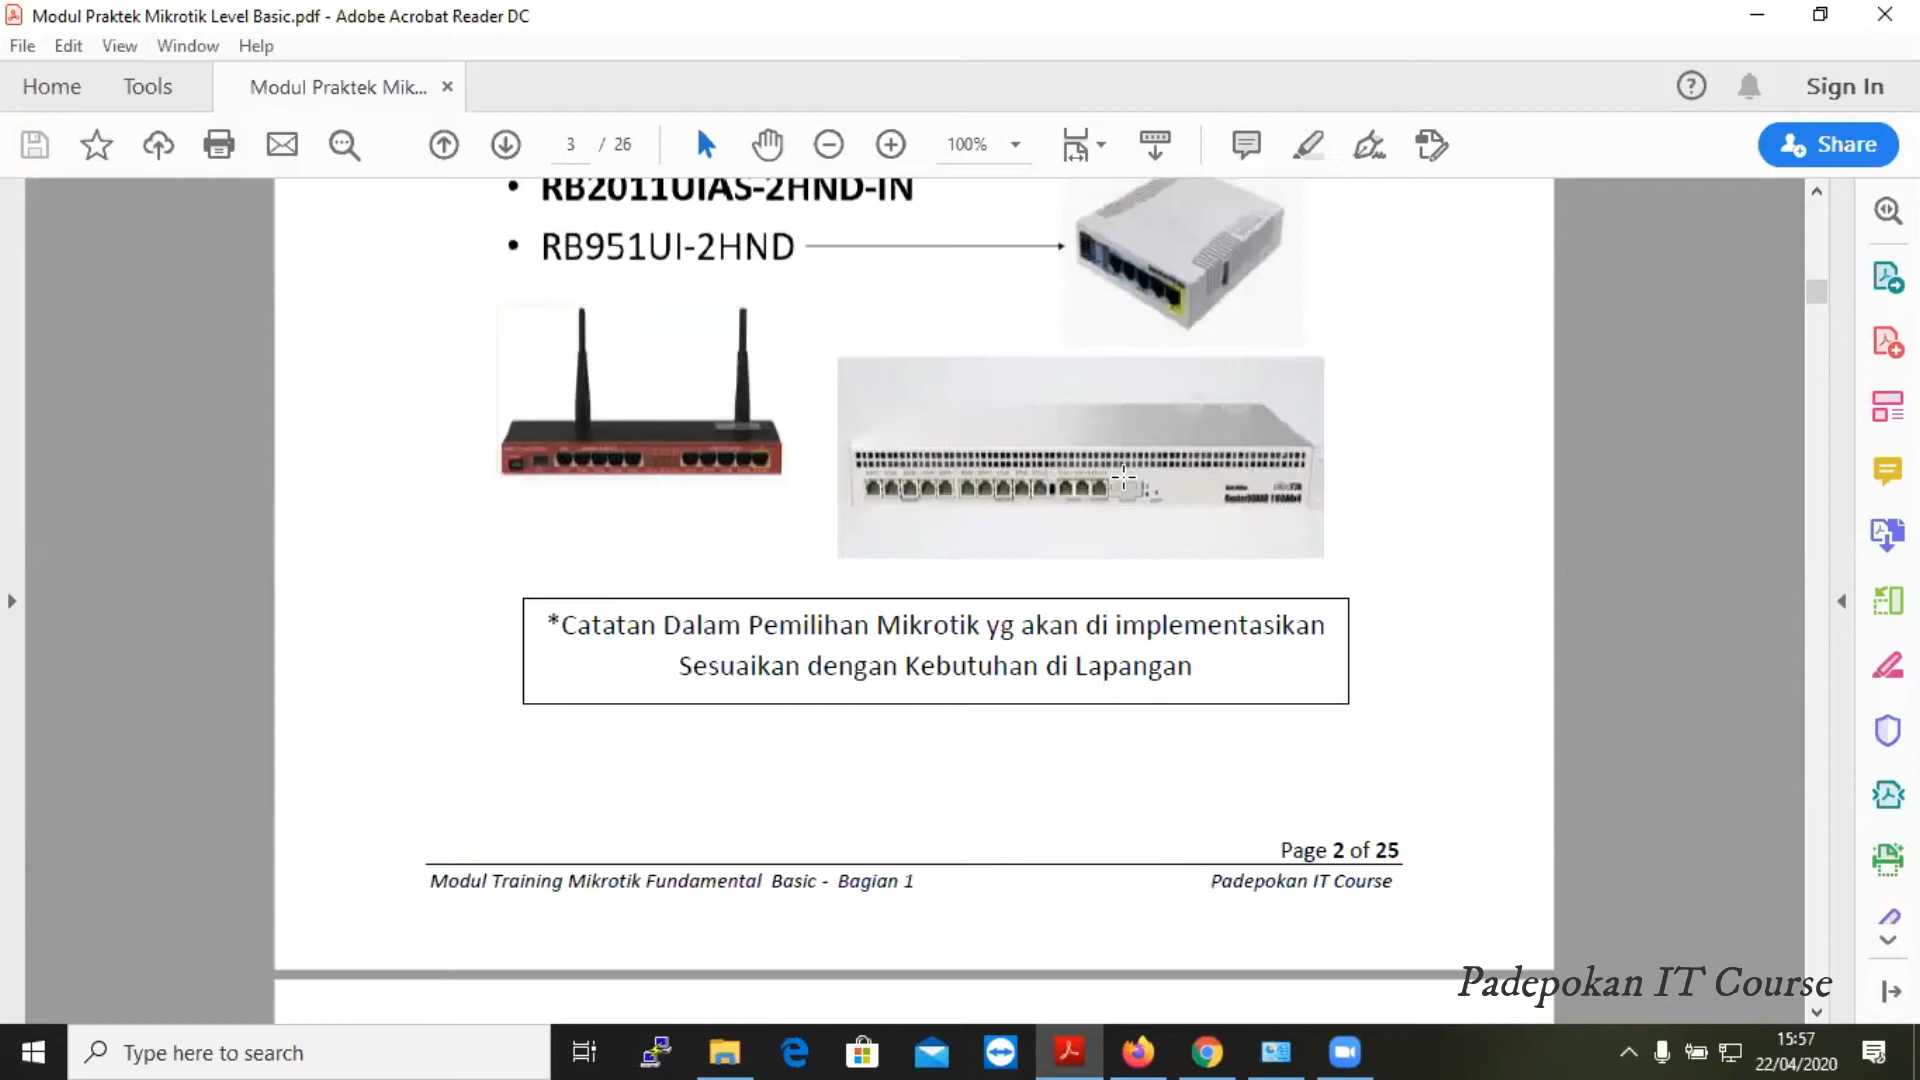 Modul Praktek Mikrotik Level Basic.pdf - Adobe Acrobat Reader DC
File Edit View Window Help
Home Tools Modul Praktek Mik... Sign In
3 / 26 100% Share
• RB2011UIAS-2HND-IN
• RB951UI-2HND
*Catatan Dalam Pemilihan Mikrotik yg akan di implementasikan
Sesuaikan dengan Kebutuhan di Lapangan
Page 2 of 25
Modul Training Mikrotik Fundamental Basic - Bagian 1 Padepokan IT Course
Padepokan IT Course
Type here to search
15:57
22/04/2020